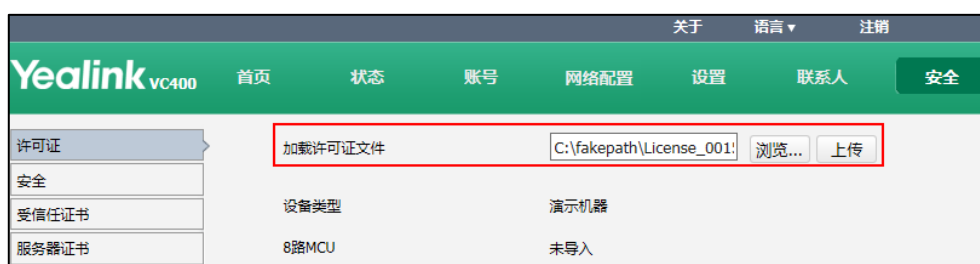 关于 语言▼ 注销
Yealink VC400 首页 状态 账号 网络配置 设置 联系人 安全
许可证 加载许可证文件 C:\fakepath\License_001 浏览... 上传
安全
设备类型 演示机器
受信任证书
8路MCU 未导入
服务器证书